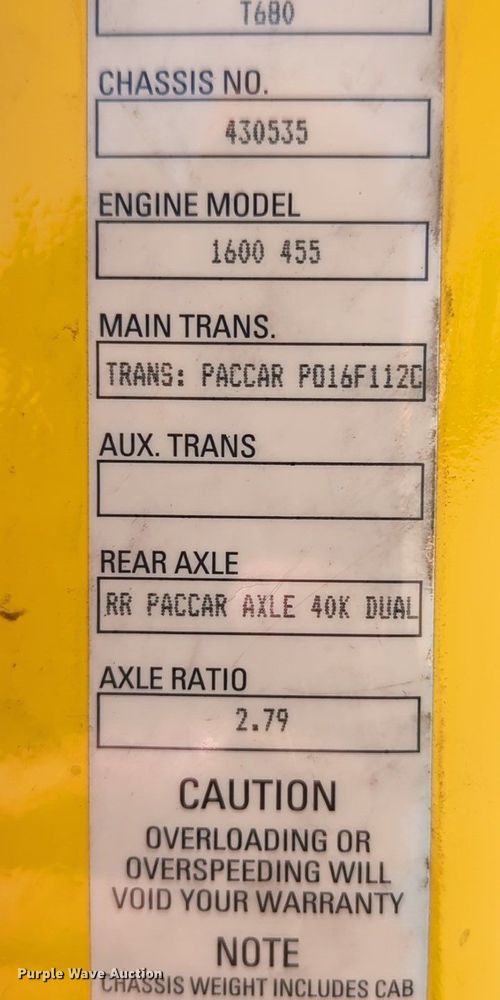 T680
CHASSIS NO.
430535
ENGINE MODEL
1600 455
MAIN TRANS.
TRANS: PACCAR PO16F112C
AUX. TRANS
REAR AXLE
RR PACCAR AXLE 40K DUAL
AXLE RATIO
2.79
CAUTION
OVERLOADING OR
OVERSPEEDING WILL
VOID YOUR WARRANTY
NOTE
CHASSIS WEIGHT INCLUDES CAB
Purple Wave Auction